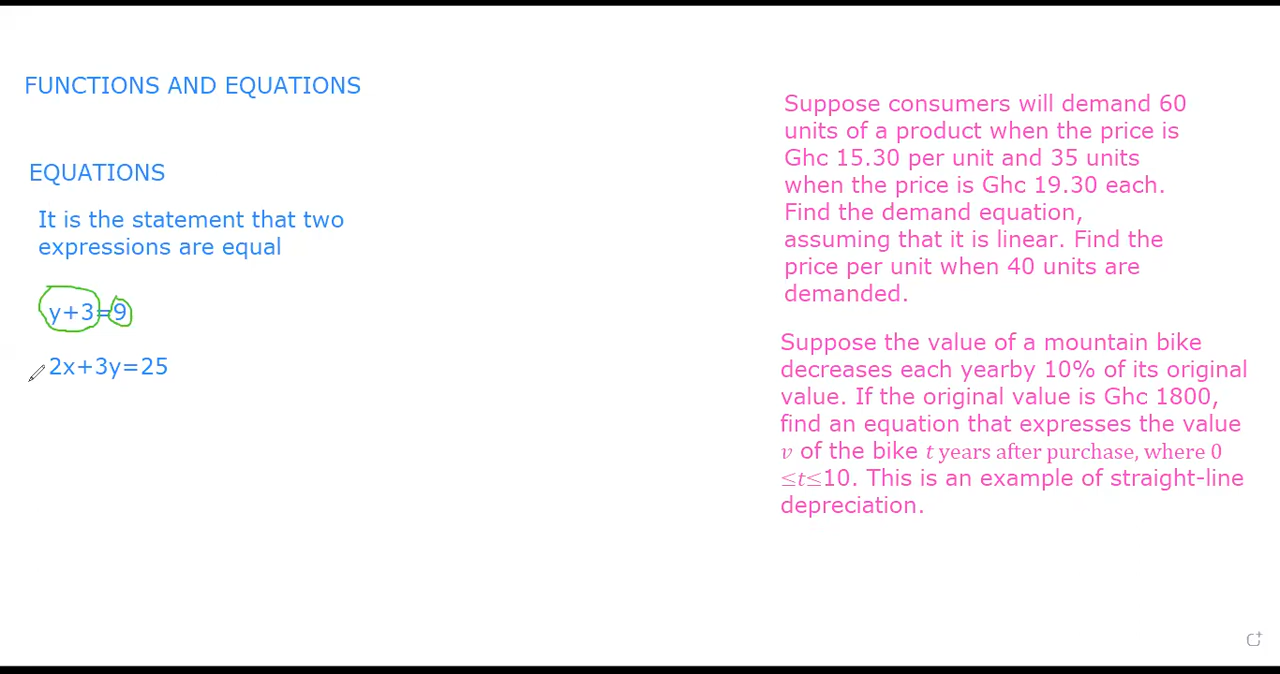 FUNCTIONS AND EQUATIONS
EQUATIONS
It is the statement that two
expressions are equal
y+3=9
2x+3y=25
Suppose consumers will demand 60
units of a product when the price is
Ghc 15.30 per unit and 35 units
when the price is Ghc 19.30 each.
Find the demand equation,
assuming that it is linear. Find the
price per unit when 40 units are
demanded.
Suppose the value of a mountain bike
decreases each yearby 10% of its original
value. If the original value is Ghc 1800,
find an equation that expresses the value
v of the bike t years after purchase, where 0
≤t≤10. This is an example of straight-line
depreciation.